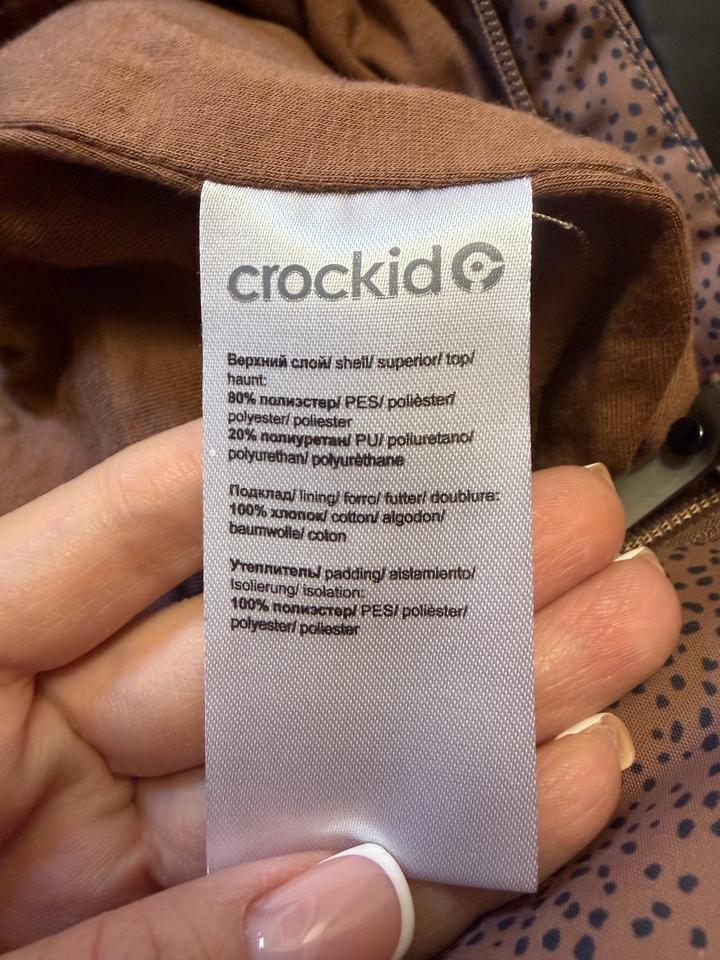 crockid
Верхний слой/ shell/ superior/ top/
haunt:
80% полиэстер/ PES/ polièster/
polyester/ poliester
20% полиуретан/ PU/ poliuretano/
polyurethan/ polyuréthane
Подклад/ lining/ forro/ futter/ doublure:
100% хлопок/ cotton/ algodon/
baumwolle/ coton
Утеплитель/ padding/ aislamiento/
Isolierung/ isolation:
100% полиэстер/ PES/ polièster/
polyester/ poliester